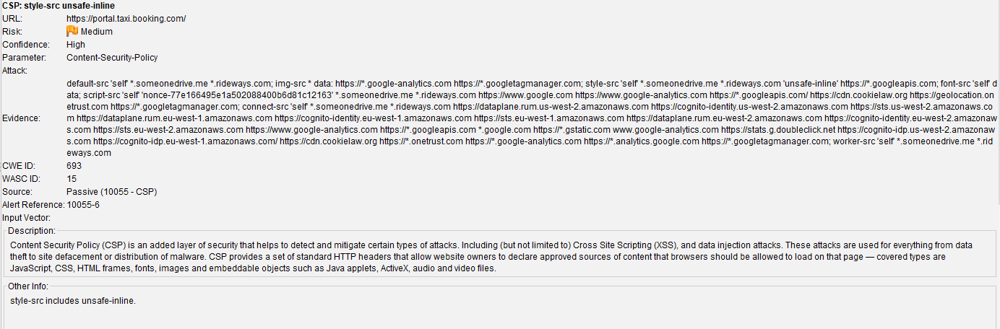 CSP: style-src unsafe-inline
URL: https://portal.taxi.booking.com/
Risk: Medium
Confidence: High
Parameter: Content-Security-Policy
Attack:
Evidence: default-src 'self' *.someonedrive.me *.rideways.com; img-src * data: https://*.google-analytics.com https://*.googletagmanager.com; style-src 'self' *.someonedrive.me *.rideways.com 'unsafe-inline' https://*.googleapis.com; font-src 'self' d
ata; script-src 'self' 'nonce-77e166495e1a502088400b6d81c12163' *.someonedrive.me *.rideways.com https://www.google.com https://www.google-analytics.com https://*.googleapis.com/ https://cdn.cookielaw.org https://geolocation.on
etrust.com https://*.googletagmanager.com; connect-src 'self' *.someonedrive.me *.rideways.com https://dataplane.rum.us-west-2.amazonaws.com https://cognito-identity.us-west-2.amazonaws.com https://sts.us-west-2.amazonaws.co
m https://dataplane.rum.eu-west-1.amazonaws.com https://cognito-identity.eu-west-1.amazonaws.com https://sts.eu-west-1.amazonaws.com https://dataplane.rum.eu-west-2.amazonaws.com https://cognito-identity.eu-west-2.amazonaw
s.com https://sts.eu-west-2.amazonaws.com https://www.google-analytics.com https://*.googleapis.com *.google.com https://*.gstatic.com www.google-analytics.com https://stats.g.doubleclick.net https://cognito-idp.us-west-2.amazonaw
s.com https://cognito-idp.eu-west-1.amazonaws.com/ https://cdn.cookielaw.org https://*.onetrust.com https://*.google-analytics.com https://*.analytics.google.com https://*.googletagmanager.com; worker-src 'self' *.someonedrive.me *.rid
eways.com
CWE ID: 693
WASC ID: 15
Source: Passive (10055 - CSP)
Alert Reference: 10055-6
Input Vector:
Description:
Content Security Policy (CSP) is an added layer of security that helps to detect and mitigate certain types of attacks. Including (but not limited to) Cross Site Scripting (XSS), and data injection attacks. These attacks are used for everything from data
theft to site defacement or distribution of malware. CSP provides a set of standard HTTP headers that allow website owners to declare approved sources of content that browsers should be allowed to load on that page — covered types are
JavaScript, CSS, HTML frames, fonts, images and embeddable objects such as Java applets, ActiveX, audio and video files.
Other Info:
style-src includes unsafe-inline.